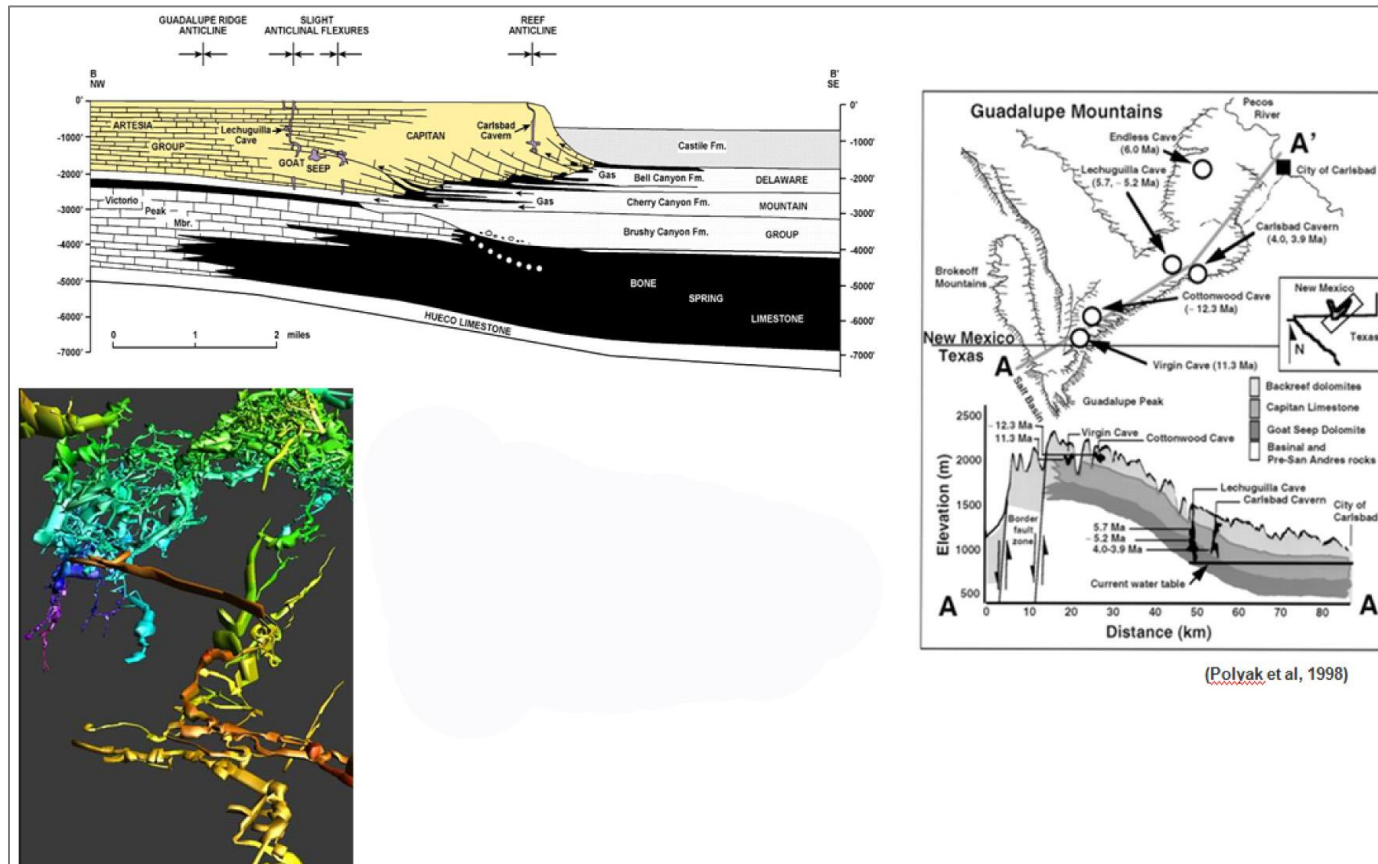 GUADALUPE RIDGE
ANTICLINE
SLIGHT
ANTICLINAL FLEXURES
REEF
ANTICLINE
B
NW
B'
SE
0'
-1000'
-2000'
-3000'
-4000'
-5000'
-6000'
-7000'
ARTESIA
GROUP
Lechuguilla
Cave
GOAT
SEEP
CAPITAN
Carlsbad
Cavern
Castile Fm.
Gas
Bell Canyon Fm.
DELAWARE
Cherry Canyon Fm.
MOUNTAIN
Gas
Brushy Canyon Fm.
GROUP
Victorio
Peak
Mbr.
BONE
SPRING
LIMESTONE
HUECO LIMESTONE
0 1 2 miles
0'
-1000'
-2000'
-3000'
-4000'
-5000'
-6000'
-7000'
Guadalupe Mountains
Pecos
River
A'
Endless Cave
(6.0 Ma)
Lechuguilla Cave
(5.7, ~ 5.2 Ma)
City of Carlsbad
Carlsbad Cavern
(4.0, 3.9 Ma)
Brokeoff
Mountains
Cottonwood Cave
(~ 12.3 Ma)
New Mexico
Texas
N
New Mexico
Texas
A
Virgin Cave (11.3 Ma)
Salt Basin
Guadalupe Peak
Backreef dolomites
Capitan Limestone
Goat Seep Dolomite
Basinal and
Pre-San Andres rocks
2500
2000
1500
1000
500
Elevation (m)
~ 12.3 Ma
11.3 Ma
Virgin Cave
Cottonwood Cave
Lechuguilla Cave
Carlsbad Cavern
City of
Carlsbad
Border
fault
zone
5.7 Ma
~ 5.2 Ma
4.0-3.9 Ma
Current water table
A
A
0 10 20 30 40 50 60 70 80
Distance (km)
(Polyak et al, 1998)